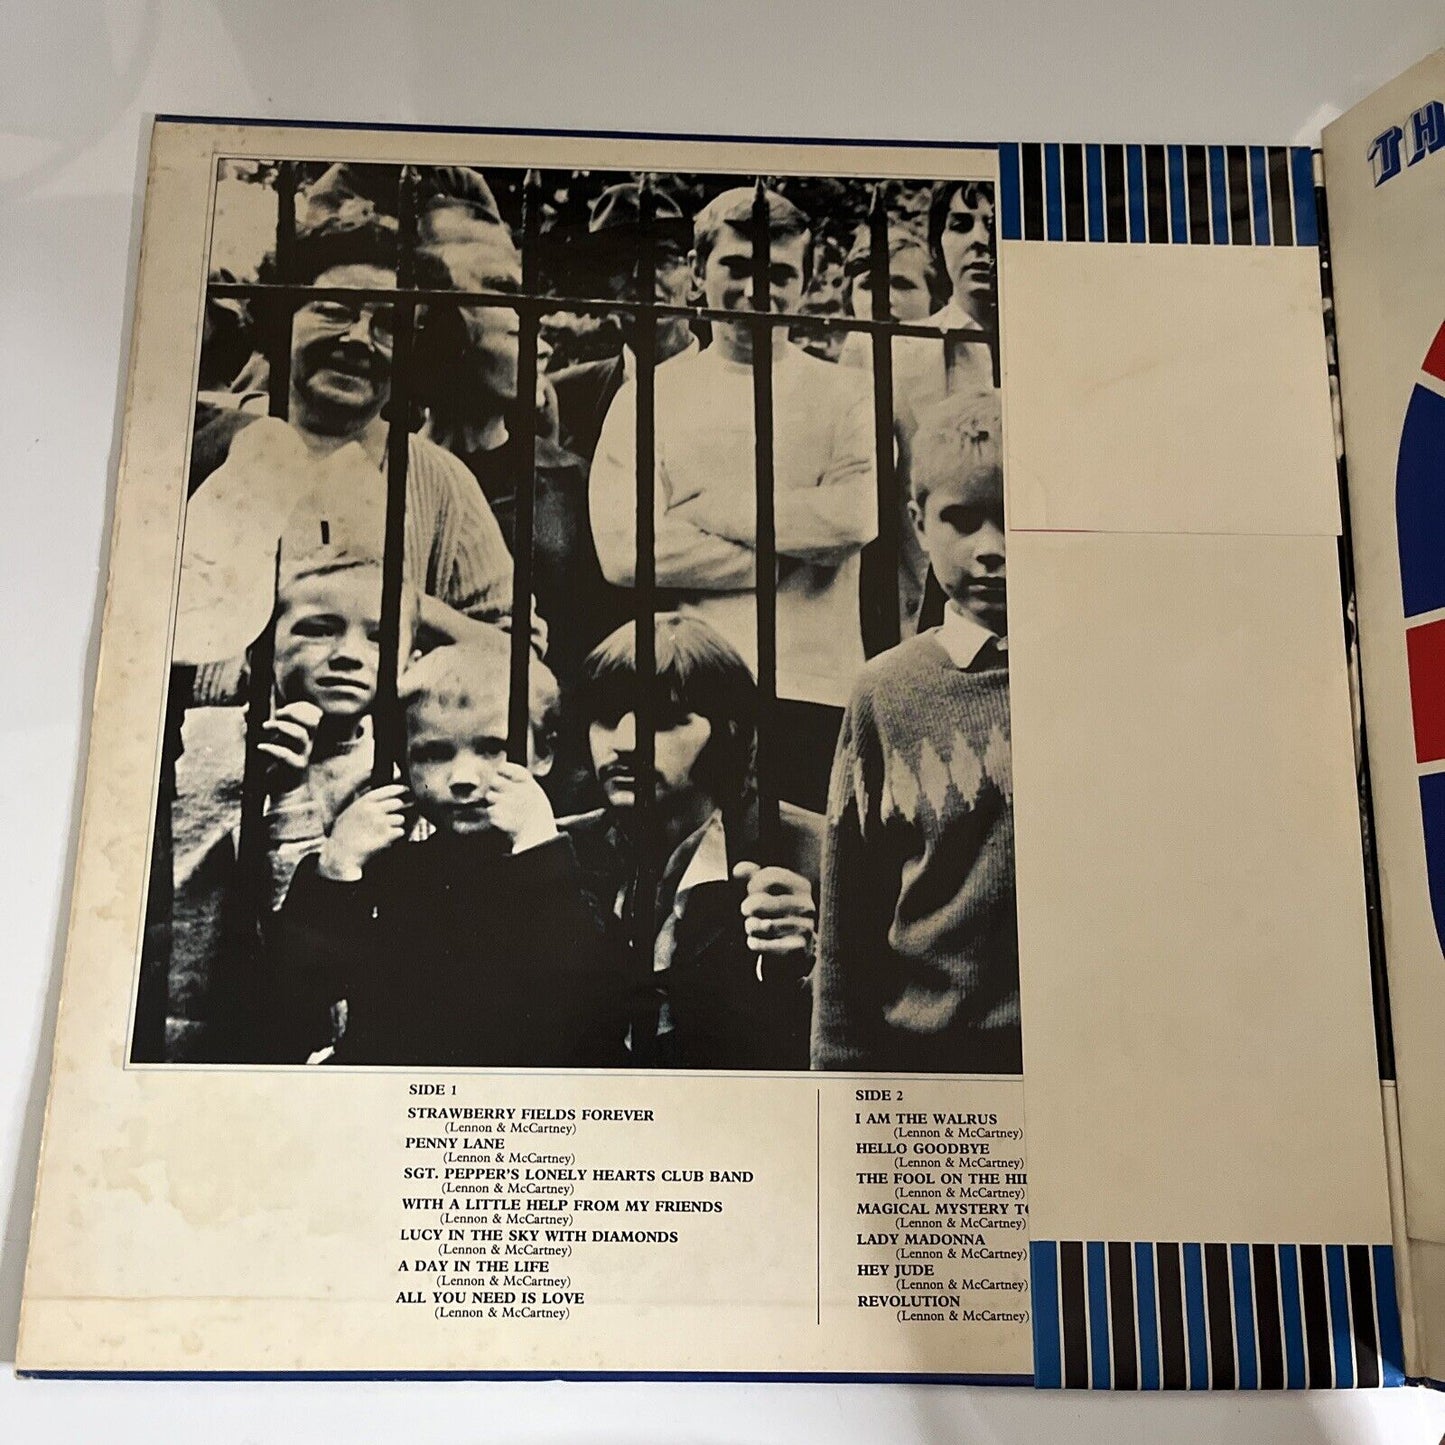 TH
SIDE 1
STRAWBERRY FIELDS FOREVER
(Lennon & McCartney)
PENNY LANE
(Lennon & McCartney)
SGT. PEPPER'S LONELY HEARTS CLUB BAND
(Lennon & McCartney)
WITH A LITTLE HELP FROM MY FRIENDS
(Lennon & McCartney)
LUCY IN THE SKY WITH DIAMONDS
(Lennon & McCartney)
A DAY IN THE LIFE
(Lennon & McCartney)
ALL YOU NEED IS LOVE
(Lennon & McCartney)
SIDE 2
I AM THE WALRUS
(Lennon & McCartney)
HELLO GOODBYE
(Lennon & McCartney)
THE FOOL ON THE HIL
(Lennon & McCartney)
MAGICAL MYSTERY TO
(Lennon & McCartney)
LADY MADONNA
(Lennon & McCartney)
HEY JUDE
(Lennon & McCartney)
REVOLUTION
(Lennon & McCartney)